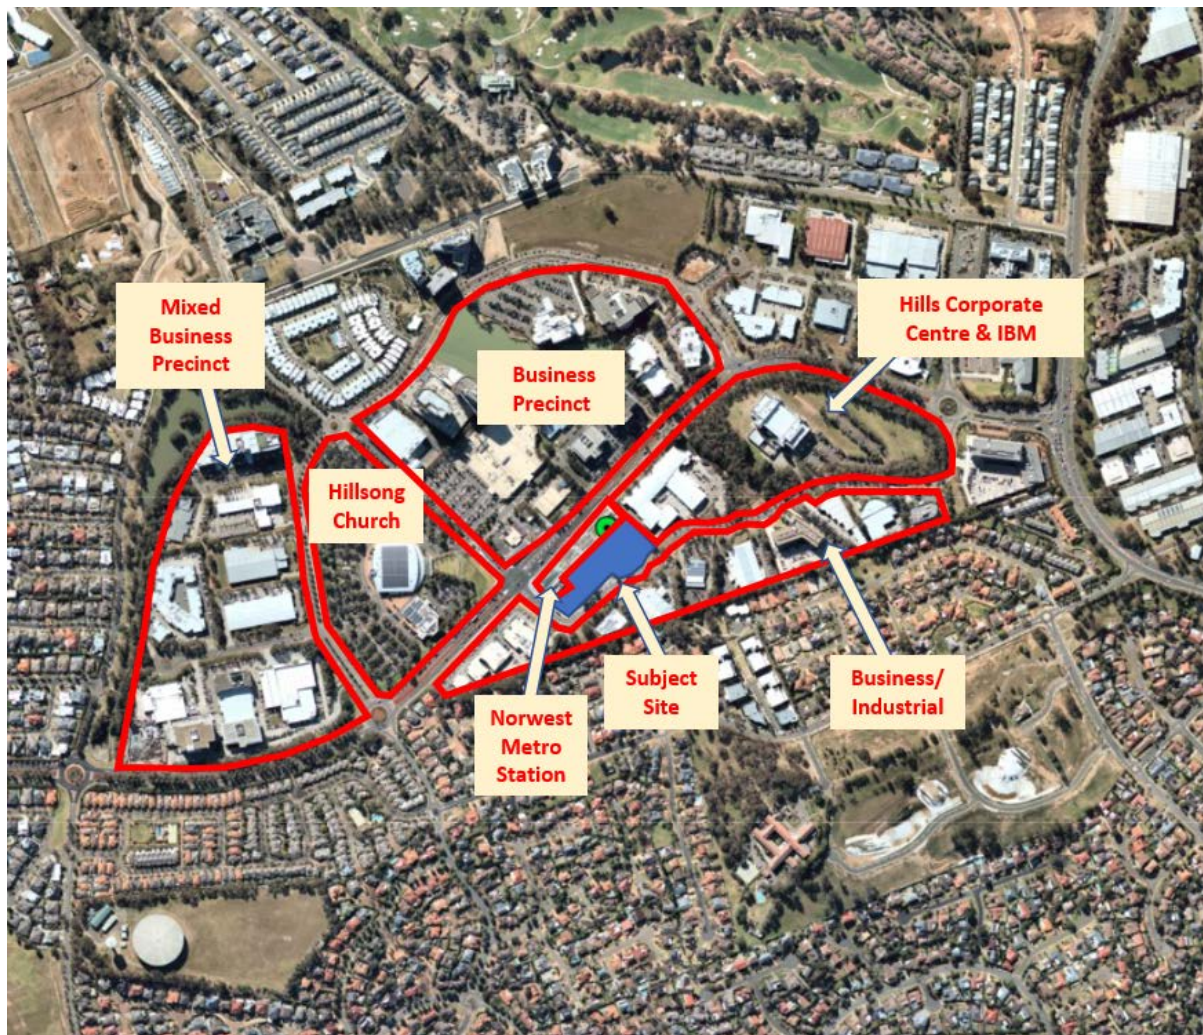 Mixed
Business
Precinct
Hills Corporate
Centre & IBM
Business
Precinct
Hillsong
Church
Norwest
Metro
Station
Subject
Site
Business/
Industrial